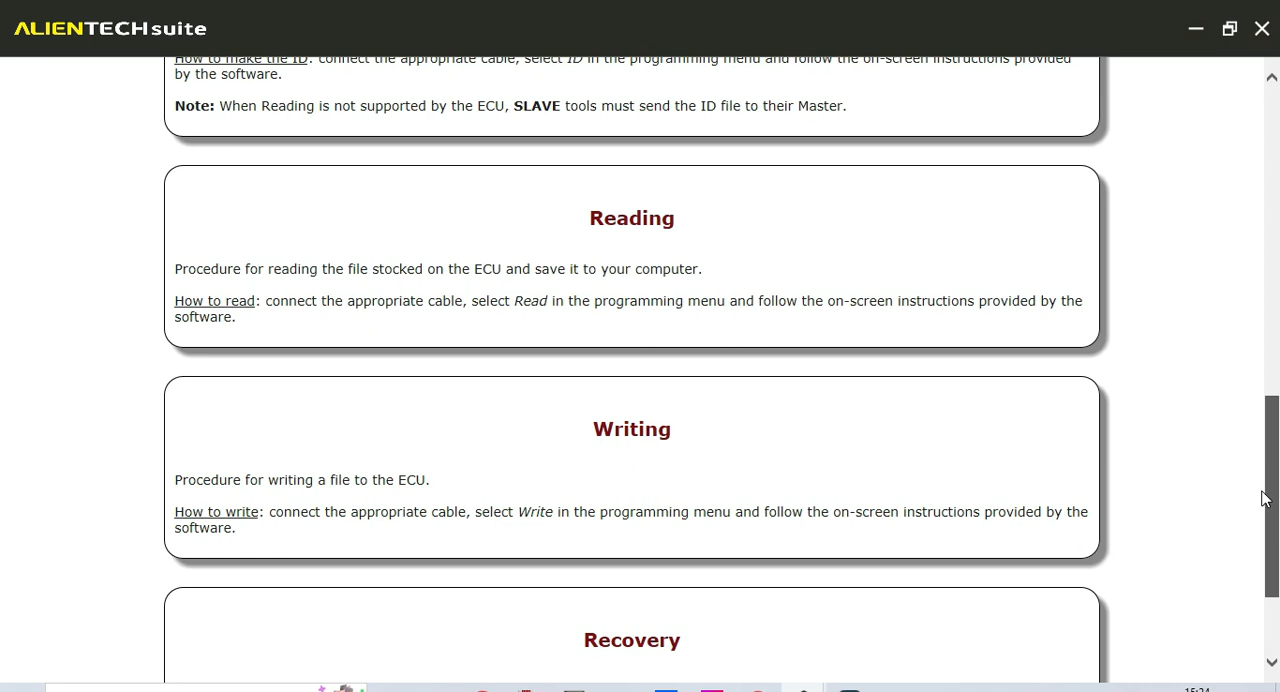 ALIENTECH suite
How to make the ID: connect the appropriate cable, select ID in the programming menu and follow the on-screen instructions provided
by the software.
Note: When Reading is not supported by the ECU, SLAVE tools must send the ID file to their Master.
Reading
Procedure for reading the file stocked on the ECU and save it to your computer.
How to read: connect the appropriate cable, select Read in the programming menu and follow the on-screen instructions provided by the
software.
Writing
Procedure for writing a file to the ECU.
How to write: connect the appropriate cable, select Write in the programming menu and follow the on-screen instructions provided by the
software.
Recovery
15:24